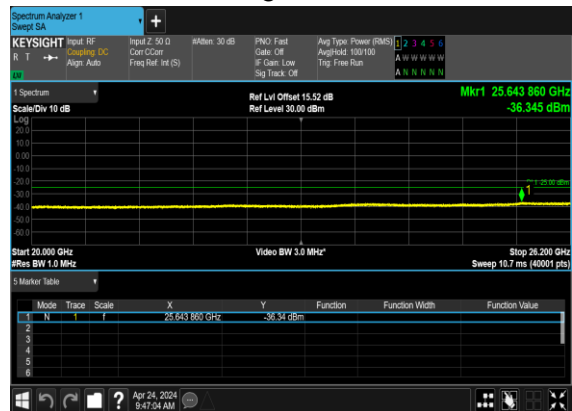 Spectrum Analyzer 1
Swept SA
KEYSIGHT Input: RF Input Z: 50 Ω #Atten: 30 dB PNO: Fast Avg Type: Power (RMS) 1 2 3 4 5 6
R T Coupling: DC Corr CCorr Gate: Off Avg|Hold: 100/100 A W W W W W
Align: Auto Freq Ref: Int (S) IF Gain: Low Trig: Free Run
Sig Track: Off A N N N N N
1 Spectrum Ref Lvl Offset 15.52 dB Mkr1 25.643 860 GHz
Scale/Div 10 dB Ref Level 30.00 dBm -36.345 dBm
Log
20.0
10.0
0.00
-10.0
-20.0
1
-30.0
-40.0
-50.0
-60.0
Start 20.000 GHz Video BW 3.0 MHz* Stop 26.200 GHz
#Res BW 1.0 MHz Sweep 10.7 ms (40001 pts)
5 Marker Table
Mode Trace Scale X Y Function Function Width Function Value
1 N 1 f 25.643 860 GHz -36.34 dBm
2
3
4
5
6
? Apr 24, 2024
9:47:04 AM